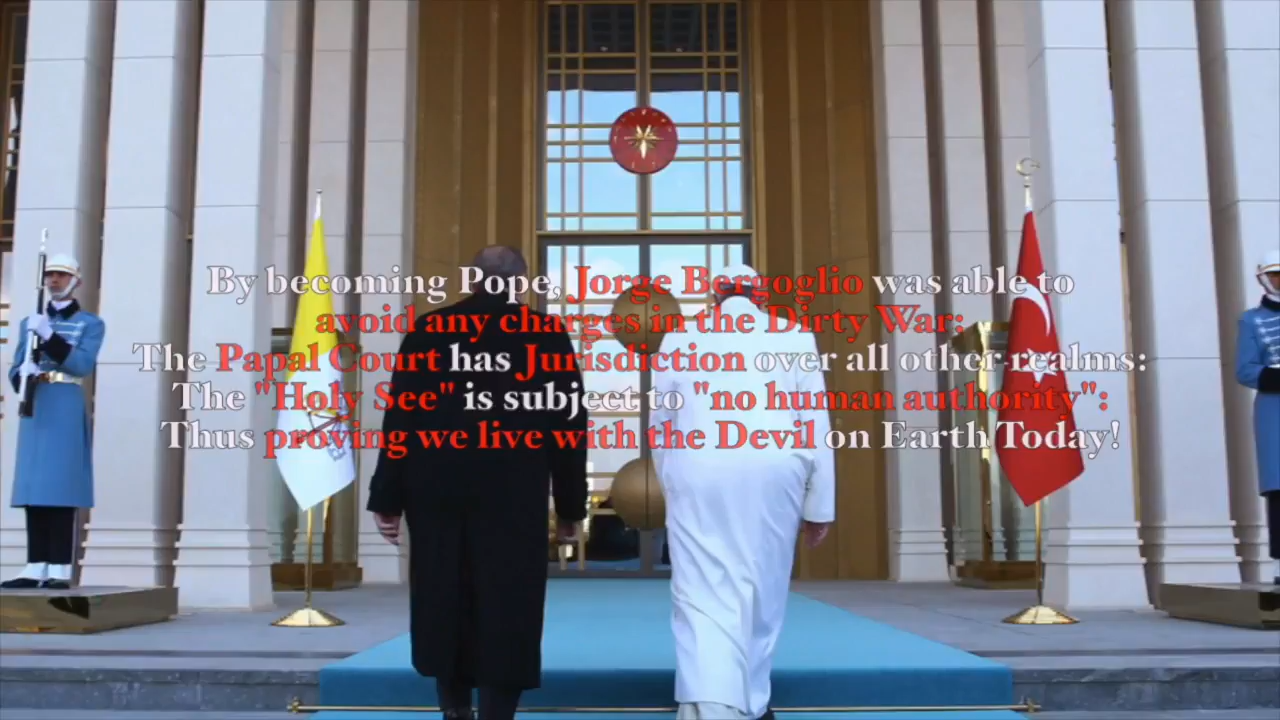 By becoming Pope, Jorge Bergoglio was able to
avoid any charges in the Dirty War;
The Papal Court has Jurisdiction over all other realms:
The "Holy See" is subject to "no human authority":
Thus proving we live with the Devil on Earth Today!